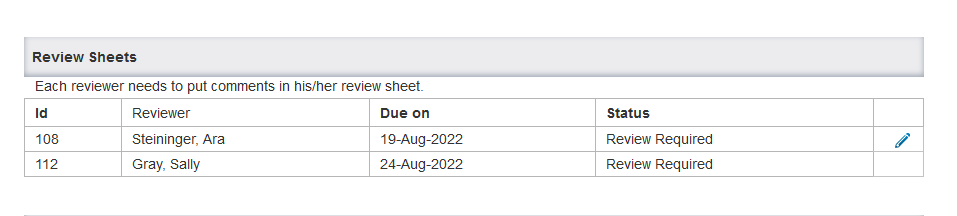 Review Sheets
Each reviewer needs to put comments in his/her review sheet.
Id Reviewer Due on Status
108 Steininger, Ara 19-Aug-2022 Review Required
112 Gray, Sally 24-Aug-2022 Review Required